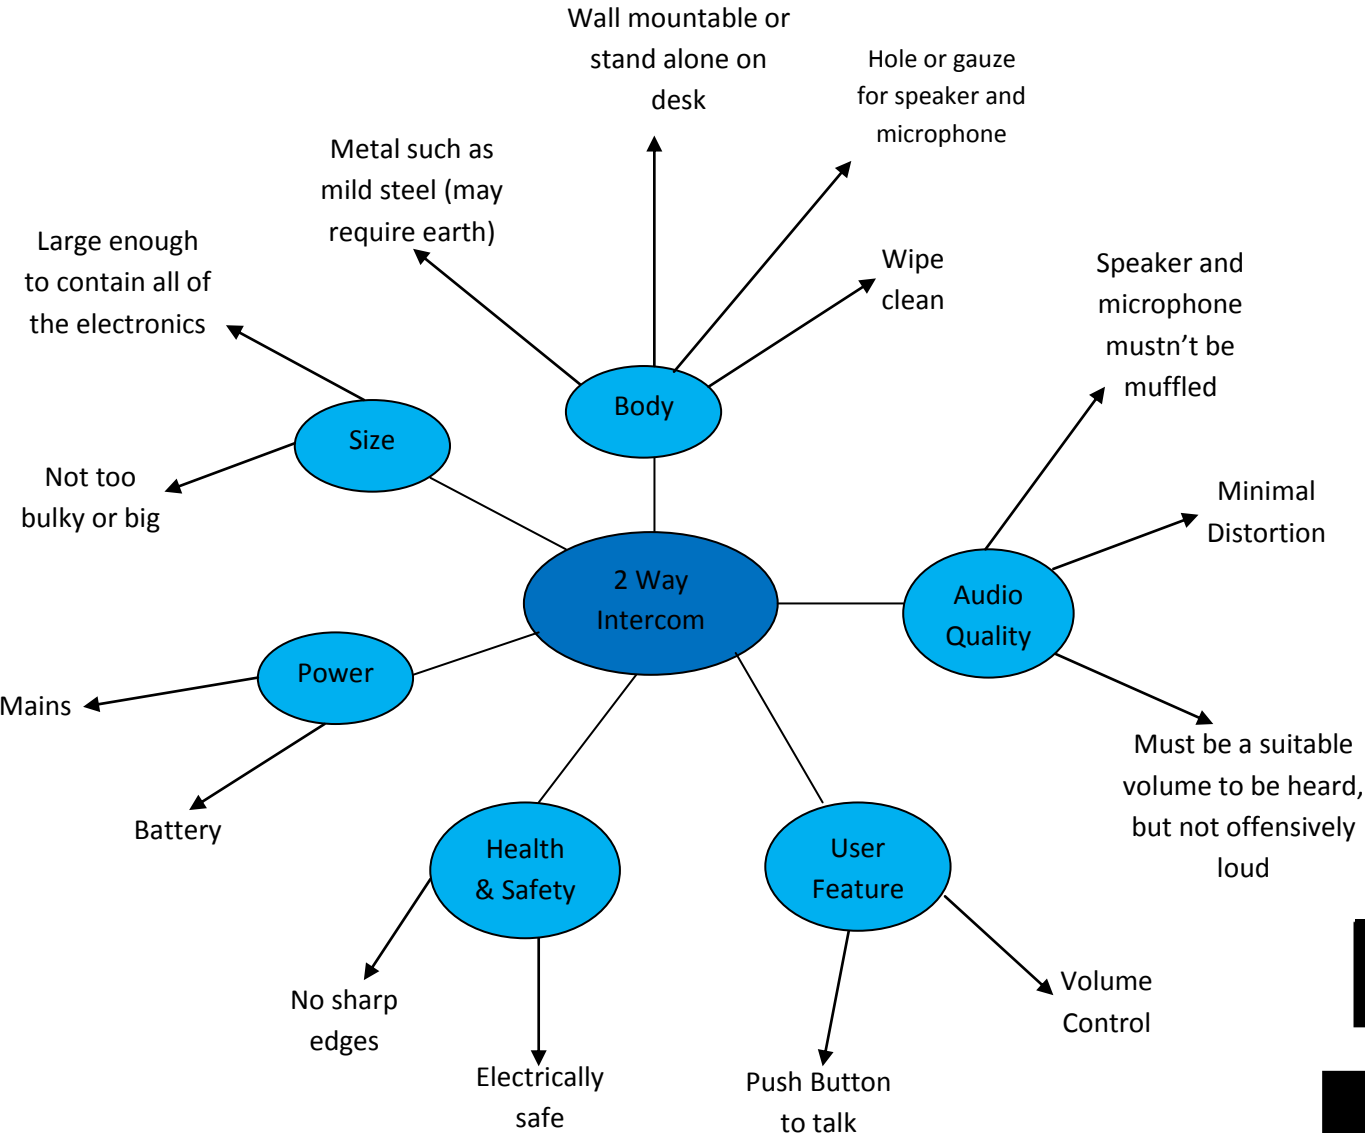 Wall mountable or
stand alone on
desk
Hole or gauze
for speaker and
microphone
Metal such as
mild steel (may
require earth)
Large enough
to contain all of
the electronics
Wipe
clean
Speaker and
microphone
mustn’t be
muffled
Body
Size
Not too
bulky or big
Minimal
Distortion
2 Way
Intercom
Audio
Quality
Power
Mains
Battery
Must be a suitable
volume to be heard,
but not offensively
loud
Health
& Safety
User
Feature
No sharp
edges
Volume
Control
Electrically
safe
Push Button
to talk